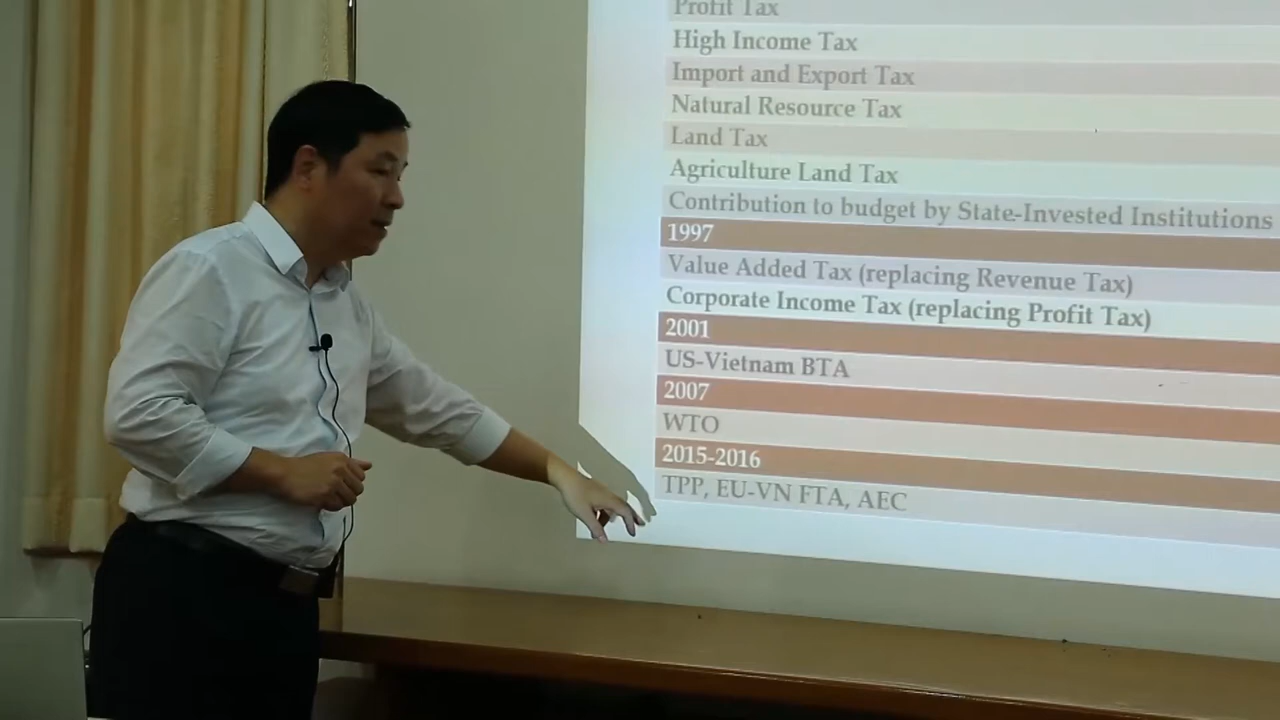 Profit Tax
High Income Tax
Import and Export Tax
Natural Resource Tax
Land Tax
Agriculture Land Tax
Contribution to budget by State-Invested Institutions
1997
Value Added Tax (replacing Revenue Tax)
Corporate Income Tax (replacing Profit Tax)
2001
US-Vietnam BTA
2007
WTO
2015-2016
TPP, EU-VN FTA, AEC